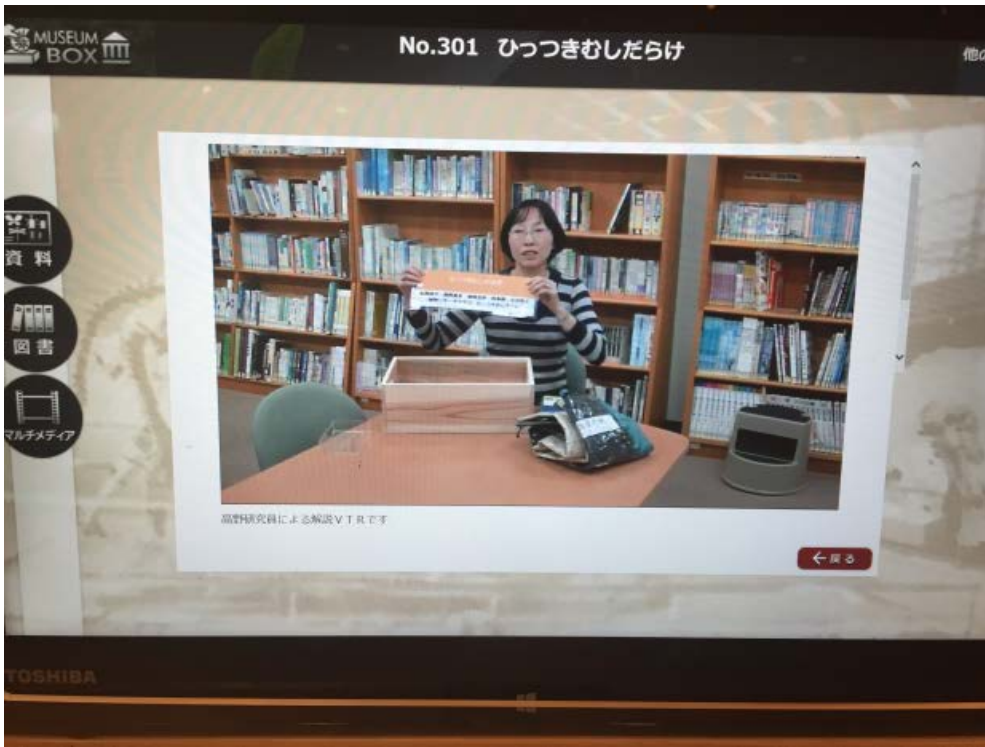 MUSEUM
BOX
No.301 ひっつきむしだらけ
他の
資料
図書
マルチメディア
高野研究員による解説VTRです
←戻る
TOSHIBA